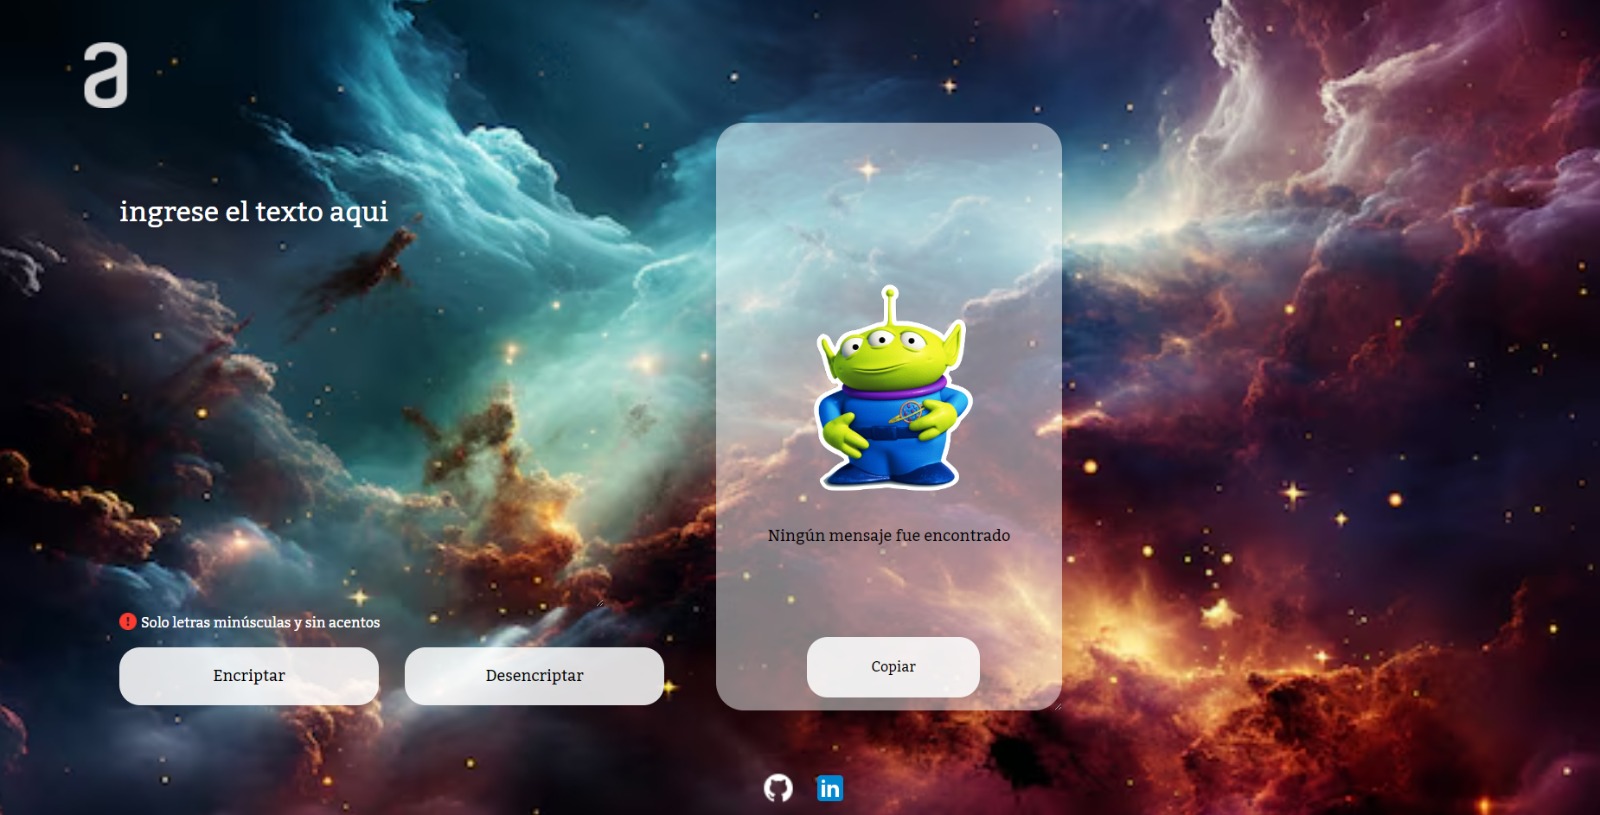 a
ingrese el texto aqui
Ningún mensaje fue encontrado
! Solo letras minúsculas y sin acentos
Encriptar
Desencriptar
Copiar
in